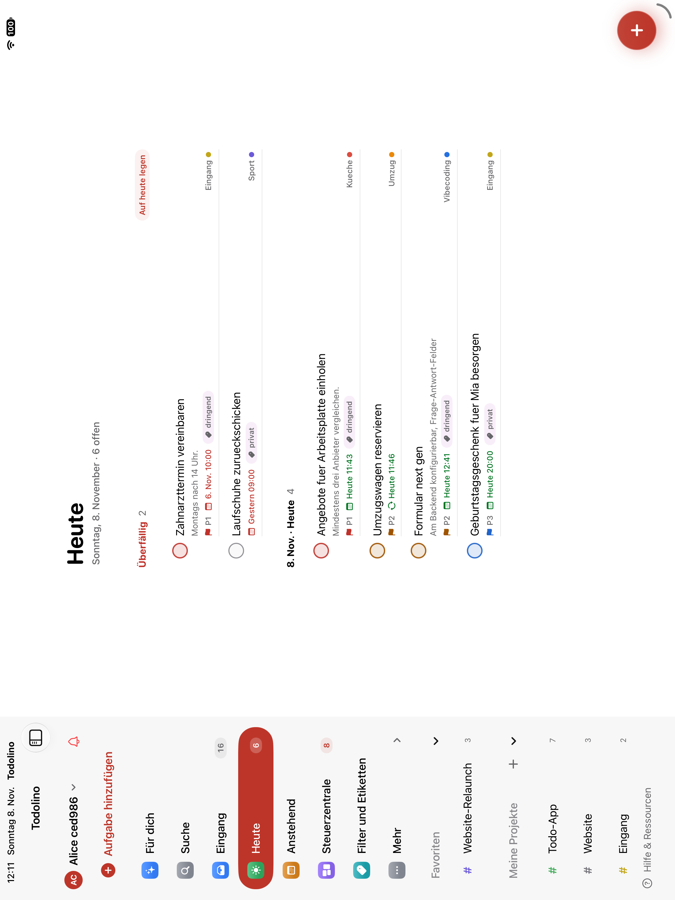 12:11 Sonntag 8. Nov. Todolino
100
Todolino
AC Alice ced986
Aufgabe hinzufügen
Für dich
Suche
Eingang 16
Heute 6
Anstehend
Steuerzentrale 8
Filter und Etiketten
Mehr
Favoriten
# Website-Relaunch 3
Meine Projekte
# Todo-App 7
# Website 3
# Eingang 2
Hilfe & Ressourcen
Heute
Sonntag, 8. November · 6 offen
Überfällig 2
Auf heute legen
Zahnarzttermin vereinbaren
Montags nach 14 Uhr.
P1 6. Nov. 10:00 dringend
Eingang
Laufschuhe zurueckschicken
Gestern 09:00 privat
Sport
8. Nov. · Heute 4
Angebote fuer Arbeitsplatte einholen
Mindestens drei Anbieter vergleichen.
P1 Heute 11:43 dringend
Kueche
Umzugswagen reservieren
P2 Heute 11:46
Umzug
Formular next gen
Am Backend konfigurierbar, Frage-Antwort-Felder
P2 Heute 12:41 dringend
Vibecoding
Geburtstagsgeschenk fuer Mia besorgen
P3 Heute 20:00 privat
Eingang